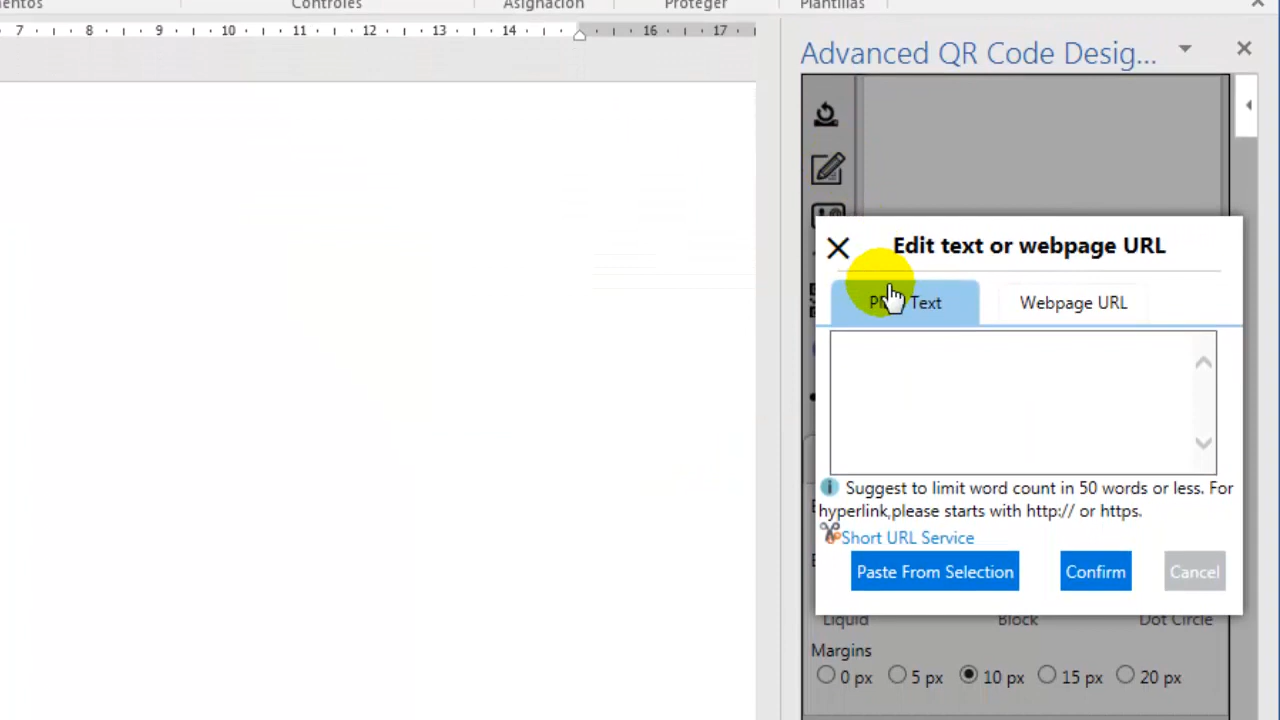 Controles
Asignación
Proteger
Plantillas
7 8 9 10 11 12 13 14 16 17
Advanced QR Code Desig...
Edit text or webpage URL
Text
Webpage URL
Suggest to limit word count in 50 words or less. For
hyperlink,please starts with http:// or https.
Short URL Service
Paste From Selection
Confirm
Cancel
Liquid
Block
Dot Circle
Margins
0 px
5 px
10 px
15 px
20 px